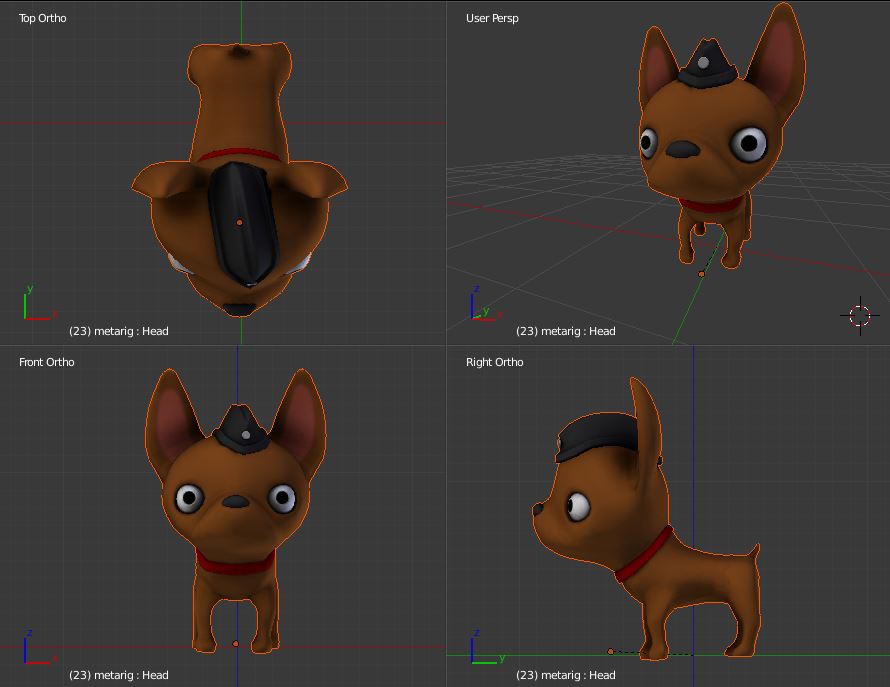 Top Ortho
User Persp
y
x
(23) metarig : Head
z
y
x
(23) metarig : Head
Front Ortho
Right Ortho
z
x
(23) metarig : Head
z
y
(23) metarig : Head